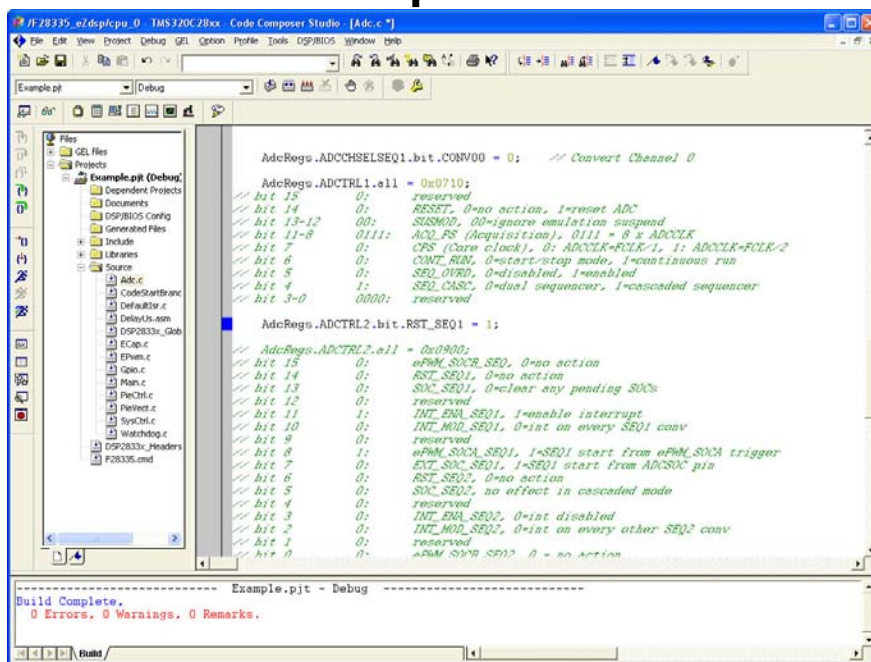 /F28335_eZdsp/cpu_0 - TMS320C28xx - Code Composer Studio - [Adc.c *]
File Edit View Project Debug GEL Option Profile Tools DSP/BIOS Window Help
Example.pjt Debug
Files
GEL files
Projects
Example.pjt (Debug)
Dependent Projects
Documents
DSP/BIOS Config
Generated Files
Include
Libraries
Source
Adc.c
CodeStartBranc
DefaultIsr.c
DelayUs.asm
DSP2833x_Glob
ECap.c
EPwm.c
Gpio.c
Main.c
PieCtrl.c
PieVect.c
SysCtrl.c
Watchdog.c
DSP2833x_Headers
F28335.cmd
AdcRegs.ADCCHSELSEQ1.bit.CONV00 = 0; // Convert Channel 0
AdcRegs.ADCTRL1.all = 0x0710;
// bit 15 0: reserved
// bit 14 0: RESET, 0=no action, 1=reset ADC
// bit 13-12 00: SUSMOD, 00=ignore emulation suspend
// bit 11-8 0111: ACQ_PS (Acquisition), 0111 = 8 x ADCCLK
// bit 7 0: CPS (Core clock), 0: ADCCLK=FCLK/1, 1: ADCCLK=FCLK/2
// bit 6 0: CONT_RUN, 0=start/stop mode, 1=continuous run
// bit 5 0: SEQ_OVRD, 0=disabled, 1=enabled
// bit 4 1: SEQ_CASC, 0=dual sequencer, 1=cascaded sequencer
// bit 3-0 0000: reserved
AdcRegs.ADCTRL2.bit.RST_SEQ1 = 1;
// AdcRegs.ADCTRL2.all = 0x0900;
// bit 15 0: ePWM_SOCB_SEQ, 0=no action
// bit 14 0: RST_SEQ1, 0=no action
// bit 13 0: SOC_SEQ1, 0=clear any pending SOCs
// bit 12 0: reserved
// bit 11 1: INT_ENA_SEQ1, 1=enable interrupt
// bit 10 0: INT_MOD_SEQ1, 0=int on every SEQ1 conv
// bit 9 0: reserved
// bit 8 1: ePWM_SOCA_SEQ1, 1=SEQ1 start from ePWM_SOCA trigger
// bit 7 0: EXT_SOC_SEQ1, 1=SEQ1 start from ADCSOC pin
// bit 6 0: RST_SEQ2, 0=no action
// bit 5 0: SOC_SEQ2, no effect in cascaded mode
// bit 4 0: reserved
// bit 3 0: INT_ENA_SEQ2, 0=int disabled
// bit 2 0: INT_MOD_SEQ2, 0=int on every other SEQ2 conv
// bit 1 0: reserved
// bit 0 0: ePWM_SOCB_SEQ2, 0 = no action
---------------------------- Example.pjt - Debug ----------------------------
Build Complete,
0 Errors, 0 Warnings, 0 Remarks.
Build